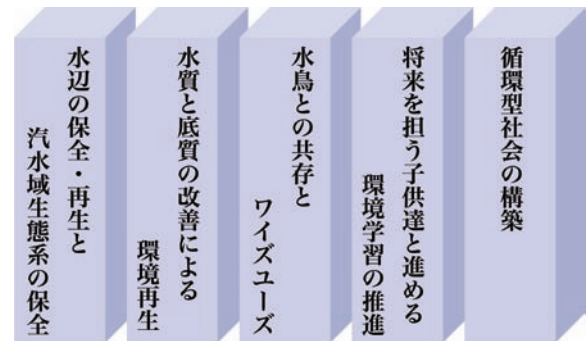 水辺の保全・再生と
汽水域生態系の保全
水質と底質の改善による
環境再生
水鳥との共存と
ワイズユーズ
将来を担う子供達と進める
環境学習の推進
循環型社会の構築